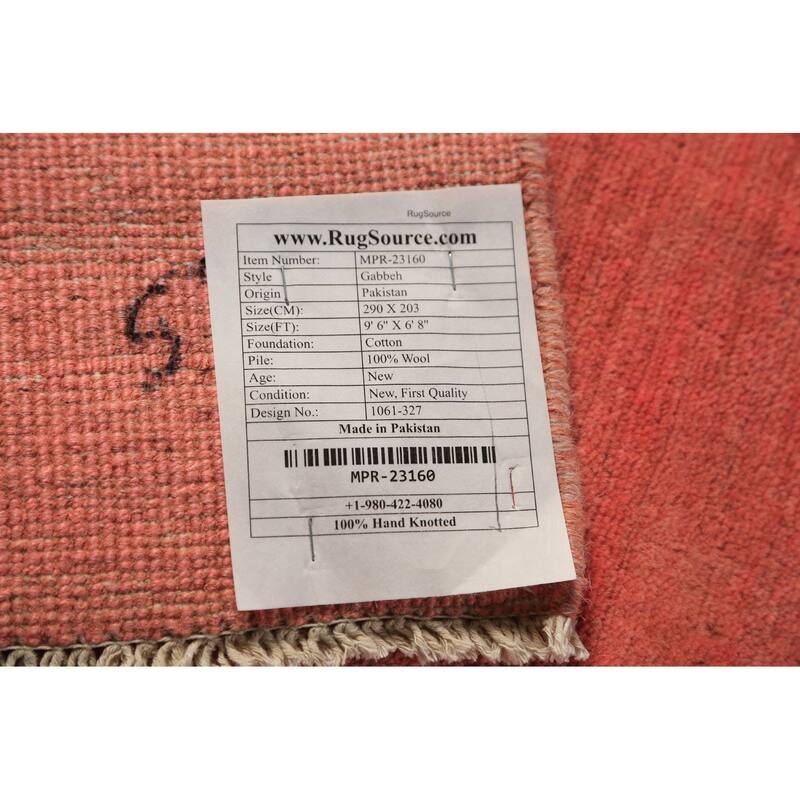 RugSource
www.RugSource.com
Item Number: MPR-23160
Style Gabbeh
Origin Pakistan
Size(CM): 290 X 203
Size(FT): 9' 6" X 6' 8"
Foundation: Cotton
Pile: 100% Wool
Age: New
Condition: New, First Quality
Design No.: 1061-327
Made in Pakistan
MPR-23160
+1-980-422-4080
100% Hand Knotted